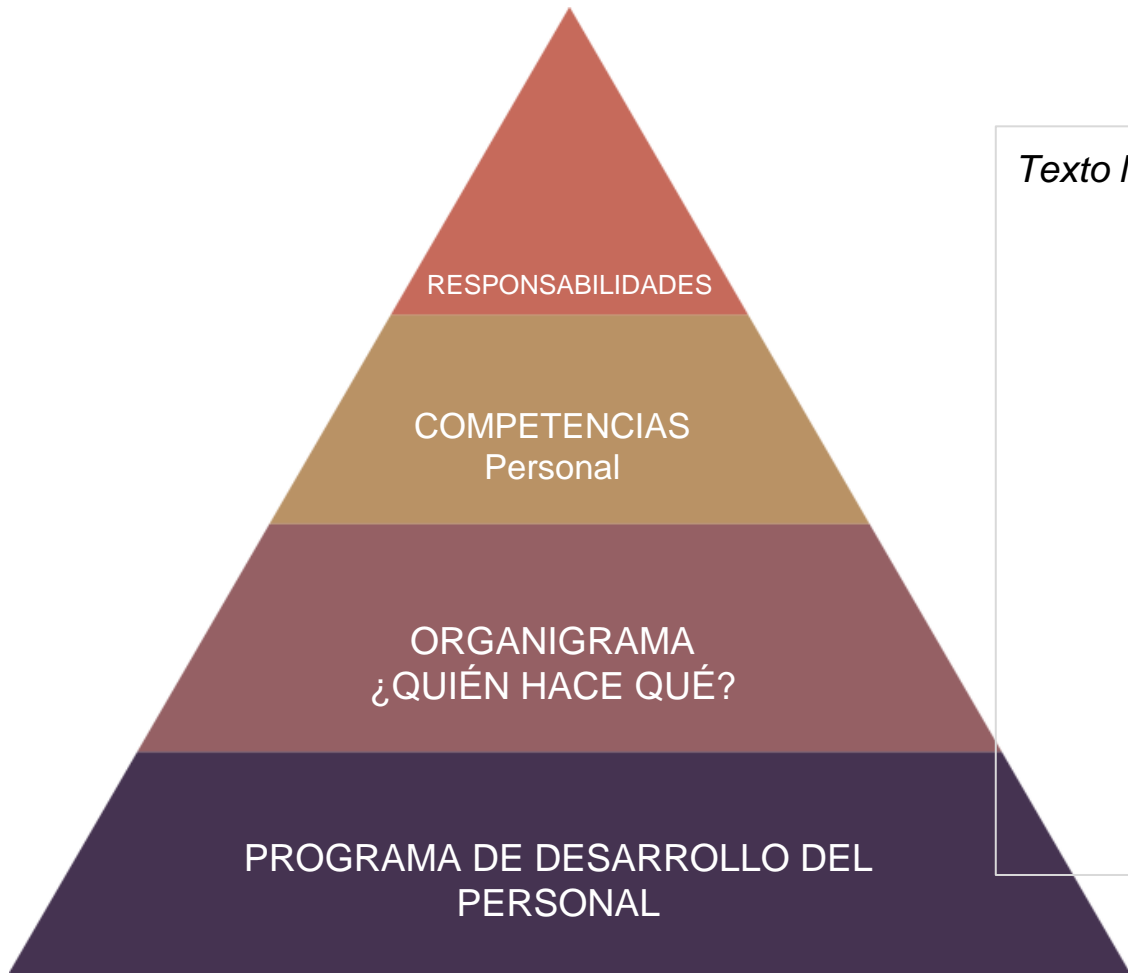 Texto
RESPONSABILIDADES
COMPETENCIAS
Personal
ORGANIGRAMA
¿QUIÉN HACE QUÉ?
PROGRAMA DE DESARROLLO DEL
PERSONAL